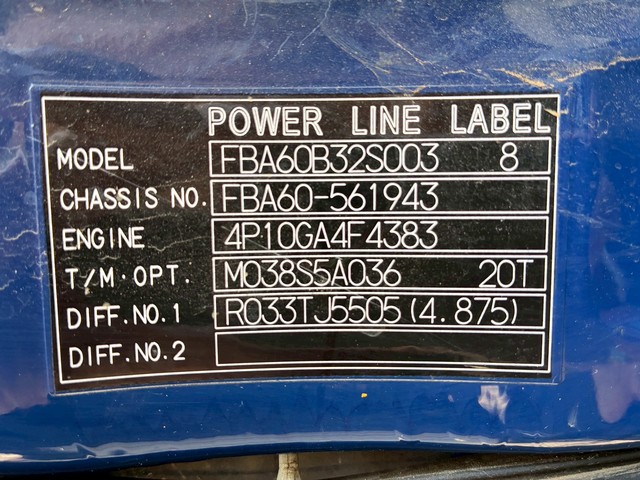 POWER LINE LABEL
MODEL FBA60B32S003 8
CHASSIS NO. FBA60-561943
ENGINE 4P10GA4F4383
T/M·OPT. M038S5A036 20T
DIFF.NO.1 R033TJ5505(4.875)
DIFF.NO.2